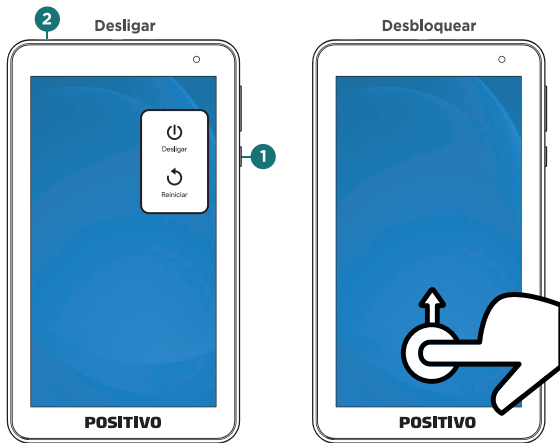 2
Desligar
Desbloquear
Desligar
1
Reiniciar
POSITIVO
POSITIVO